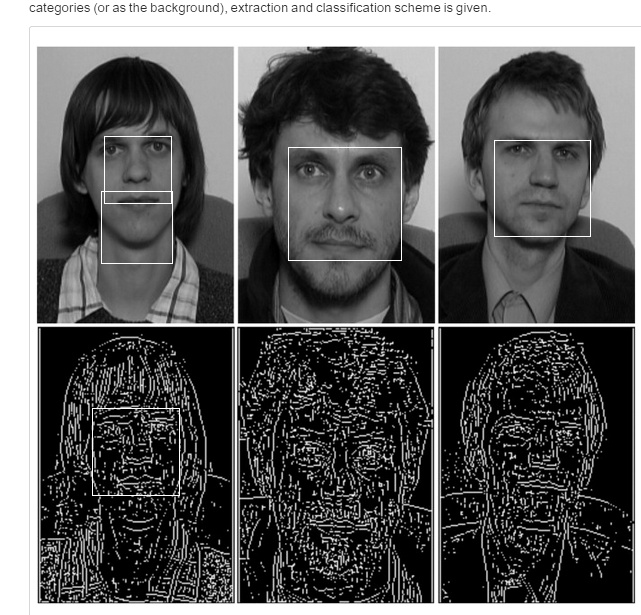 categories (or as the background), extraction and classification scheme is given.